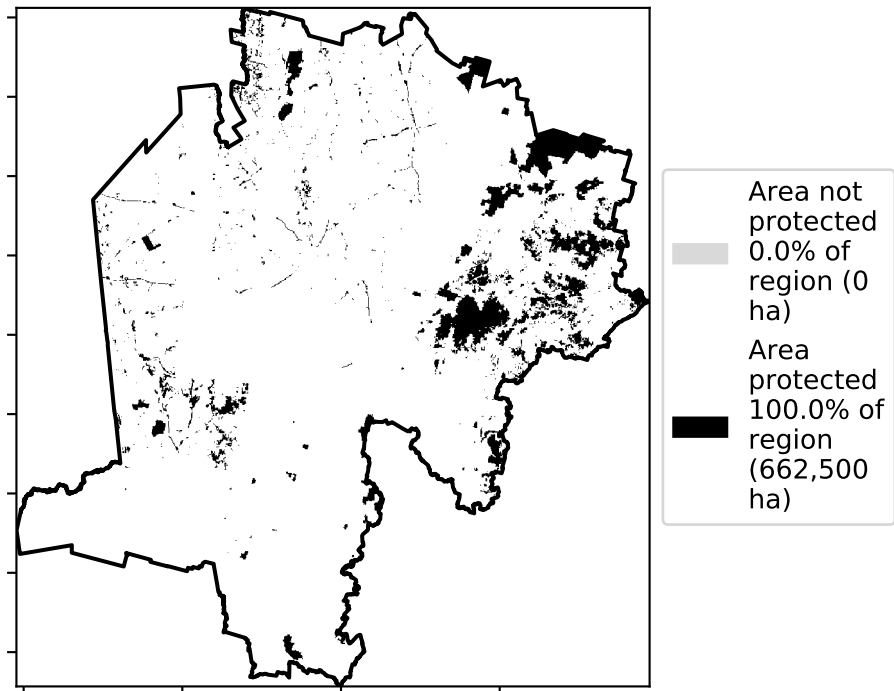 Area not
protected
0.0% of
region (0
ha)
Area
protected
100.0% of
region
(662,500
ha)